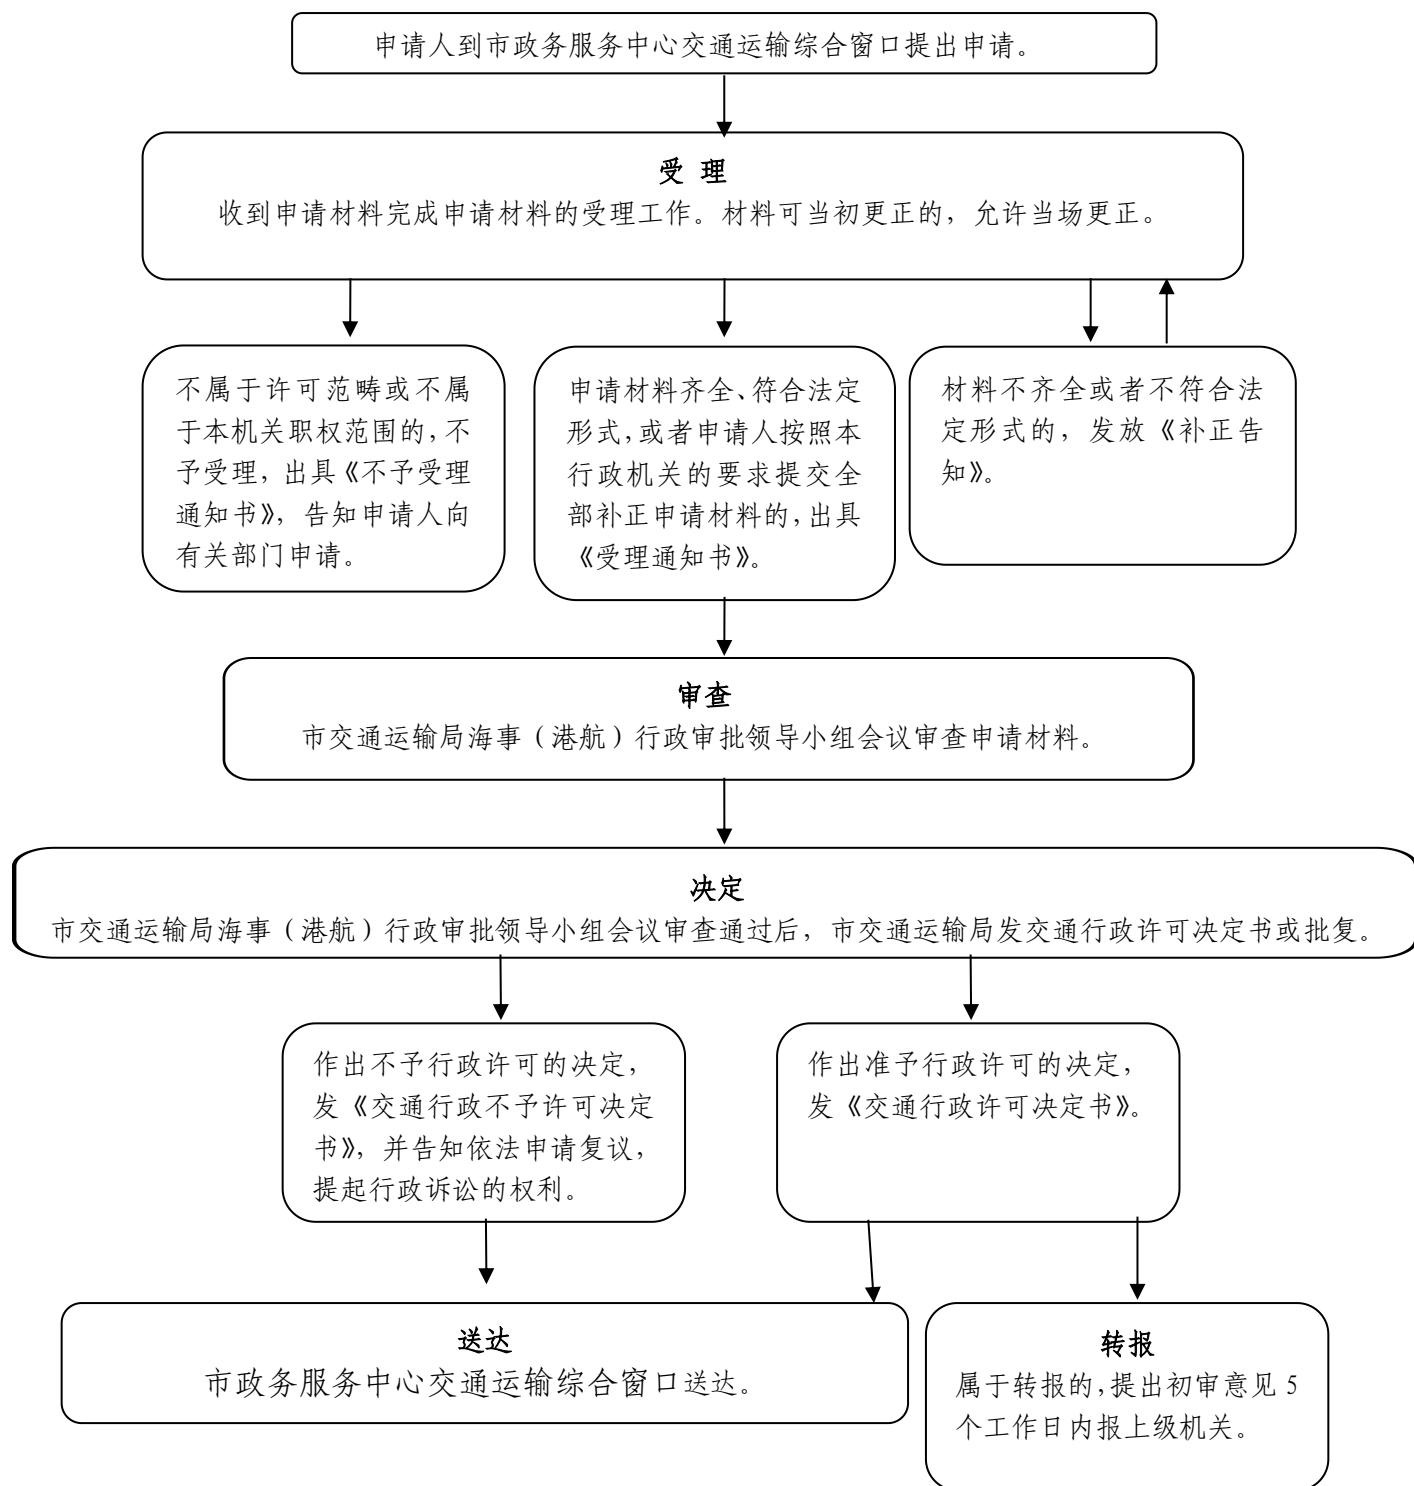 申请人到市政务服务中心交通运输综合窗口提出申请。
受 理
收到申请材料完成申请材料的受理工作。材料可当初更正的，允许当场更正。
不属于许可范畴或不属
于本机关职权范围的，不
予受理，出具《不予受理
通知书》，告知申请人向
有关部门申请。
申请材料齐全、符合法定
形式，或者申请人按照本
行政机关的要求提交全
部补正申请材料的，出具
《受理通知书》。
材料不齐全或者不符合法
定形式的，发放《补正告
知》。
审查
市交通运输局海事（港航）行政审批领导小组会议审查申请材料。
决定
市交通运输局海事（港航）行政审批领导小组会议审查通过后，市交通运输局发交通行政许可决定书或批复。
作出不予行政许可的决定，
发《交通行政不予许可决定
书》，并告知依法申请复议，
提起行政诉讼的权利。
作出准予行政许可的决定，
发《交通行政许可决定书》。
送达
市政务服务中心交通运输综合窗口送达。
转报
属于转报的，提出初审意见 5
个工作日内报上级机关。